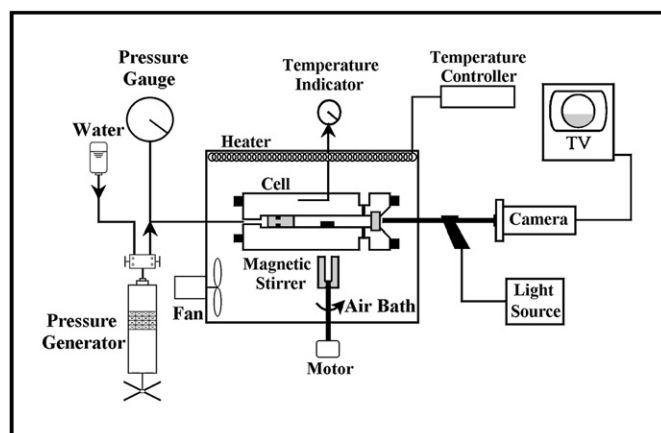 Pressure
Gauge
Temperature
Indicator
Temperature
Controller
Water
Heater
TV
Cell
Camera
Magnetic
Stirrer
Air Bath
Fan
Light
Source
Pressure
Generator
Motor